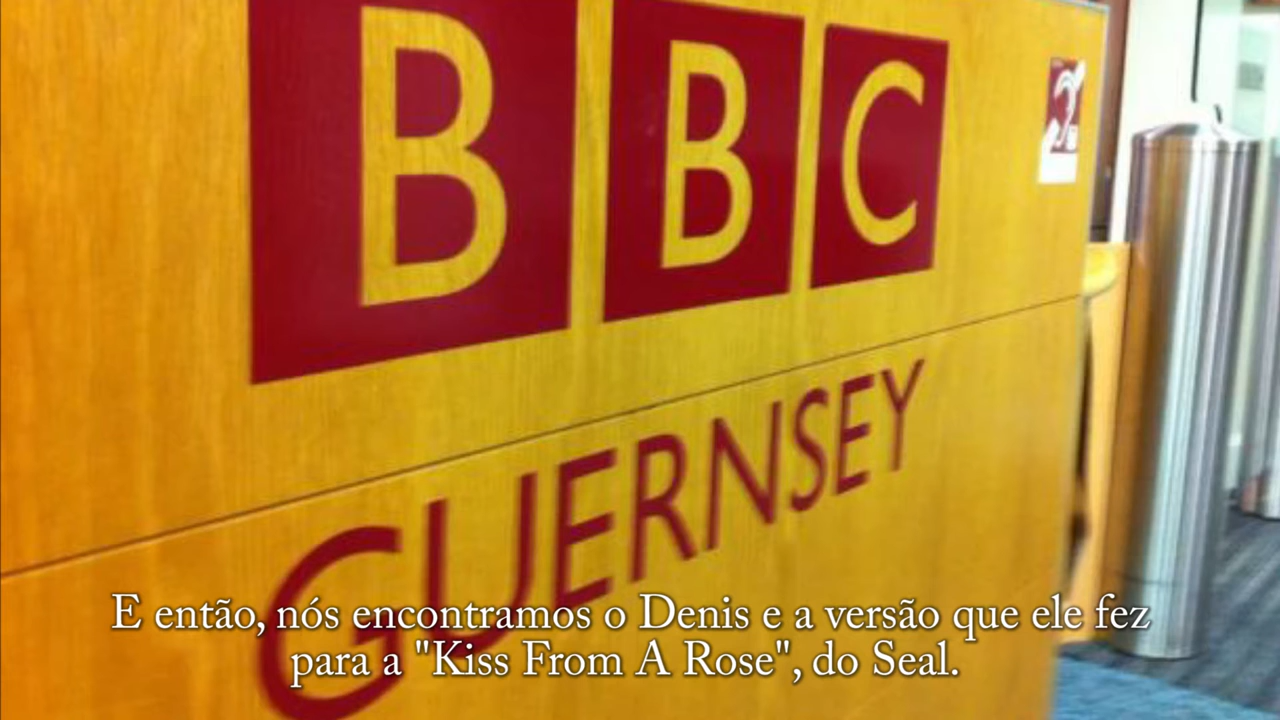 BBC
GUERNSEY
E então, nós encontramos o Denis e a versão que ele fez
para a "Kiss From A Rose", do Seal.